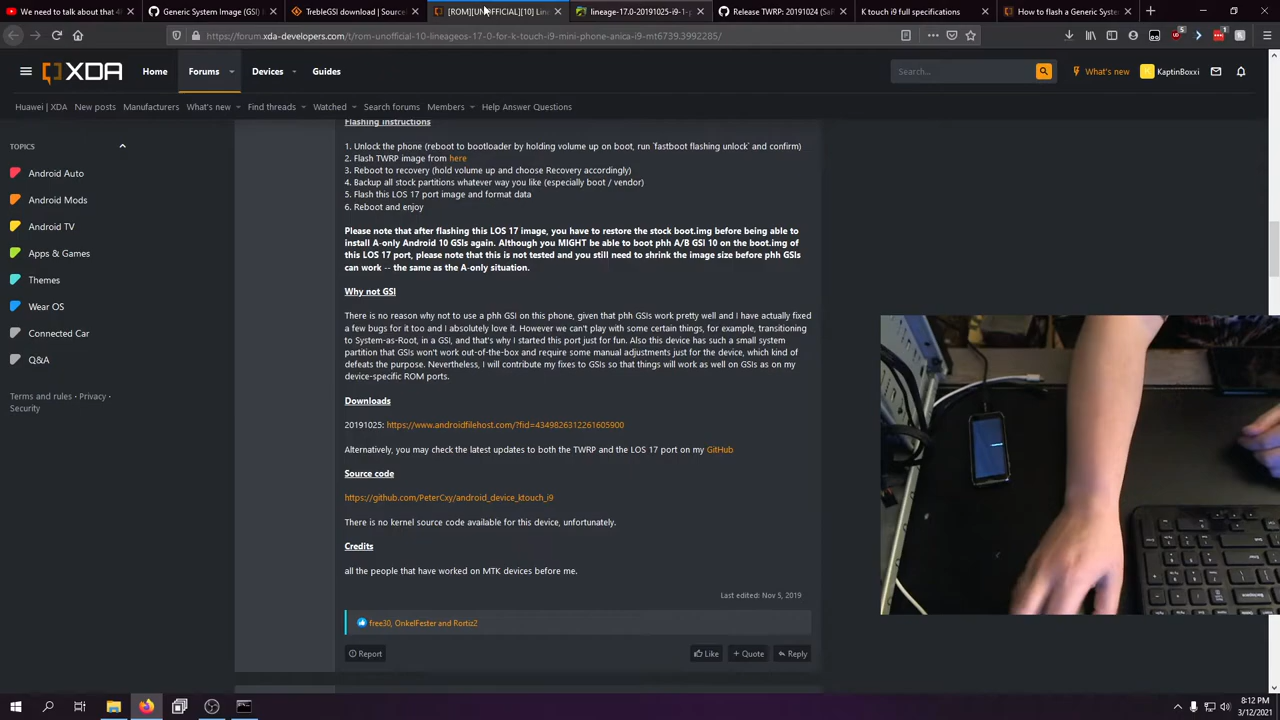 We need to talk about that 4
Generic System Image (GSI)
TrebleGSI download | Source
[ROM][UNOFFICIAL][10] Lin
lineage-17.0-20191025-i9-1-
Release TWRP: 20191024 (SaR
K touch i9 full specifications
How to flash a Generic System
https://forum.xda-developers.com/t/rom-unofficial-10-lineageos-17-0-for-k-touch-i9-mini-phone-anica-i9-mt6739.3992285/
XDA Home Forums Devices Guides Search... What's new KaptinBoxxi
Huawei | XDA New posts Manufacturers What's new Find threads Watched Search forums Members Help Answer Questions
TOPICS
Android Auto
Android Mods
Android TV
Apps & Games
Themes
Wear OS
Connected Car
Q&A
Terms and rules · Privacy ·
Security
Flashing instructions
1. Unlock the phone (reboot to bootloader by holding volume up on boot, run `fastboot flashing unlock` and confirm)
2. Flash TWRP image from here
3. Reboot to recovery (hold volume up and choose Recovery accordingly)
4. Backup all stock partitions whatever way you like (especially boot / vendor)
5. Flash this LOS 17 port image and format data
6. Reboot and enjoy
Please note that after flashing this LOS 17 image, you have to restore the stock boot.img before being able to
install A-only Android 10 GSIs again. Although you MIGHT be able to boot phh A/B GSI 10 on the boot.img of
this LOS 17 port, please note that this is not tested and you still need to shrink the image size before phh GSIs
can work -- the same as the A-only situation.
Why not GSI
There is no reason why not to use a phh GSI on this phone, given that phh GSIs work pretty well and I have actually fixed
a few bugs for it too and I absolutely love it. However we can't play with some certain things, for example, transitioning
to System-as-Root, in a GSI, and that's why I started this port just for fun. Also this device has such a small system
partition that GSIs won't work out-of-the-box and require some manual adjustments just for the device, which kind of
defeats the purpose. Nevertheless, I will contribute my fixes to GSIs so that things will work as well on GSIs as on my
device-specific ROM ports.
Downloads
20191025: https://www.androidfilehost.com/?fid=4349826312261605900
Alternatively, you may check the latest updates to both the TWRP and the LOS 17 port on my GitHub
Source code
https://github.com/PeterCxy/android_device_ktouch_i9
There is no kernel source code available for this device, unfortunately.
Credits
all the people that have worked on MTK devices before me.
Last edited: Nov 5, 2019
free30, OnkelFester and RortizZ
Report Like + Quote Reply
8:12 PM
3/12/2021